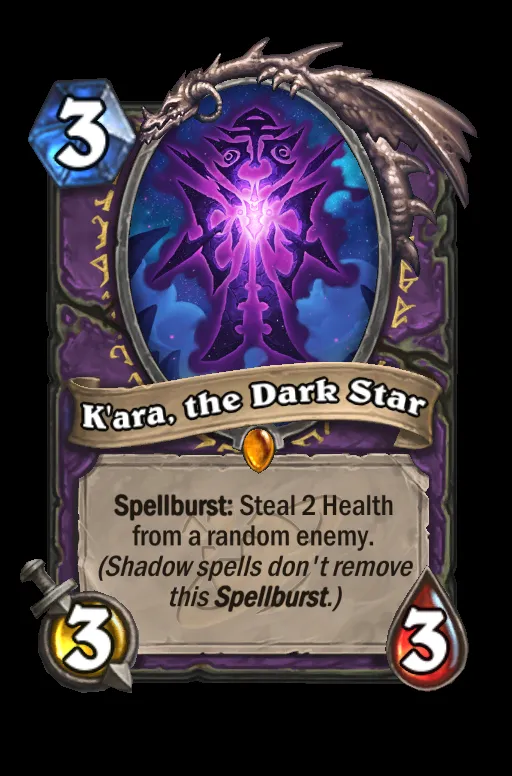 3
K'ara, the Dark Star
Spellburst: Steal 2 Health
from a random enemy.
(Shadow spells don't remove
this Spellburst.)
3
3